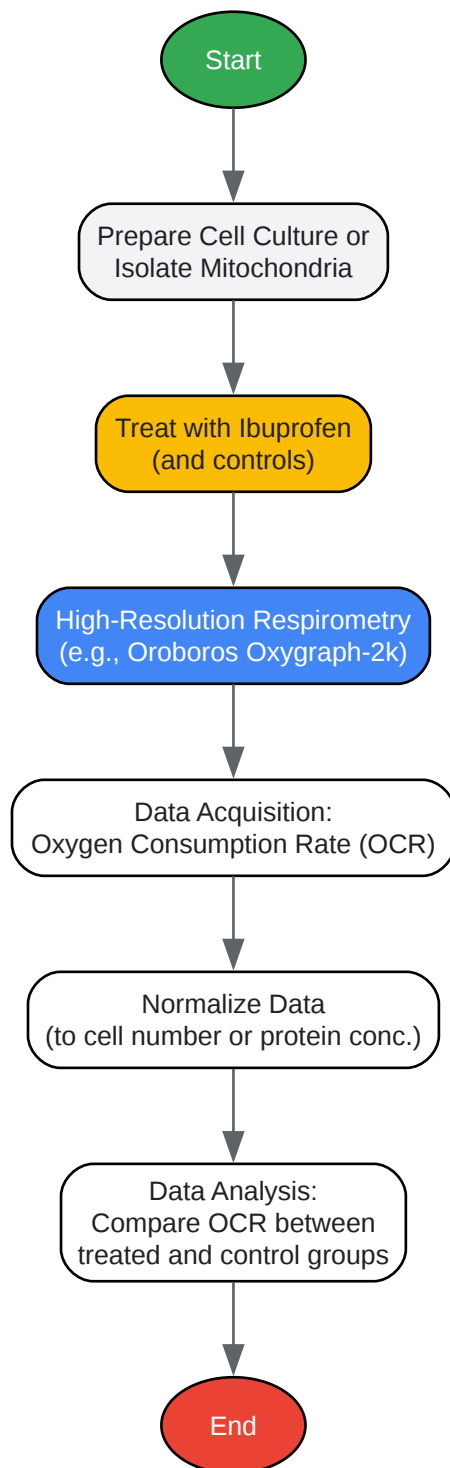 Start
Prepare Cell Culture or
Isolate Mitochondria
Treat with Ibuprofen
(and controls)
High-Resolution Respirometry
(e.g., Oroboros Oxygraph-2k)
Data Acquisition:
Oxygen Consumption Rate (OCR)
Normalize Data
(to cell number or protein conc.)
Data Analysis:
Compare OCR between
treated and control groups
End